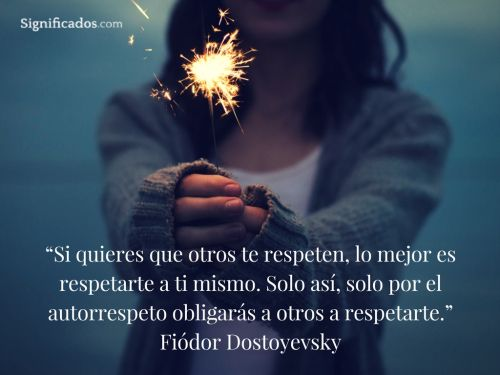 Significados.com
“Si quieres que otros te respeten, lo mejor es
respetarte a ti mismo. Solo así, solo por el
autorrespeto obligarás a otros a respetarte.”
Fiódor Dostoyevsky